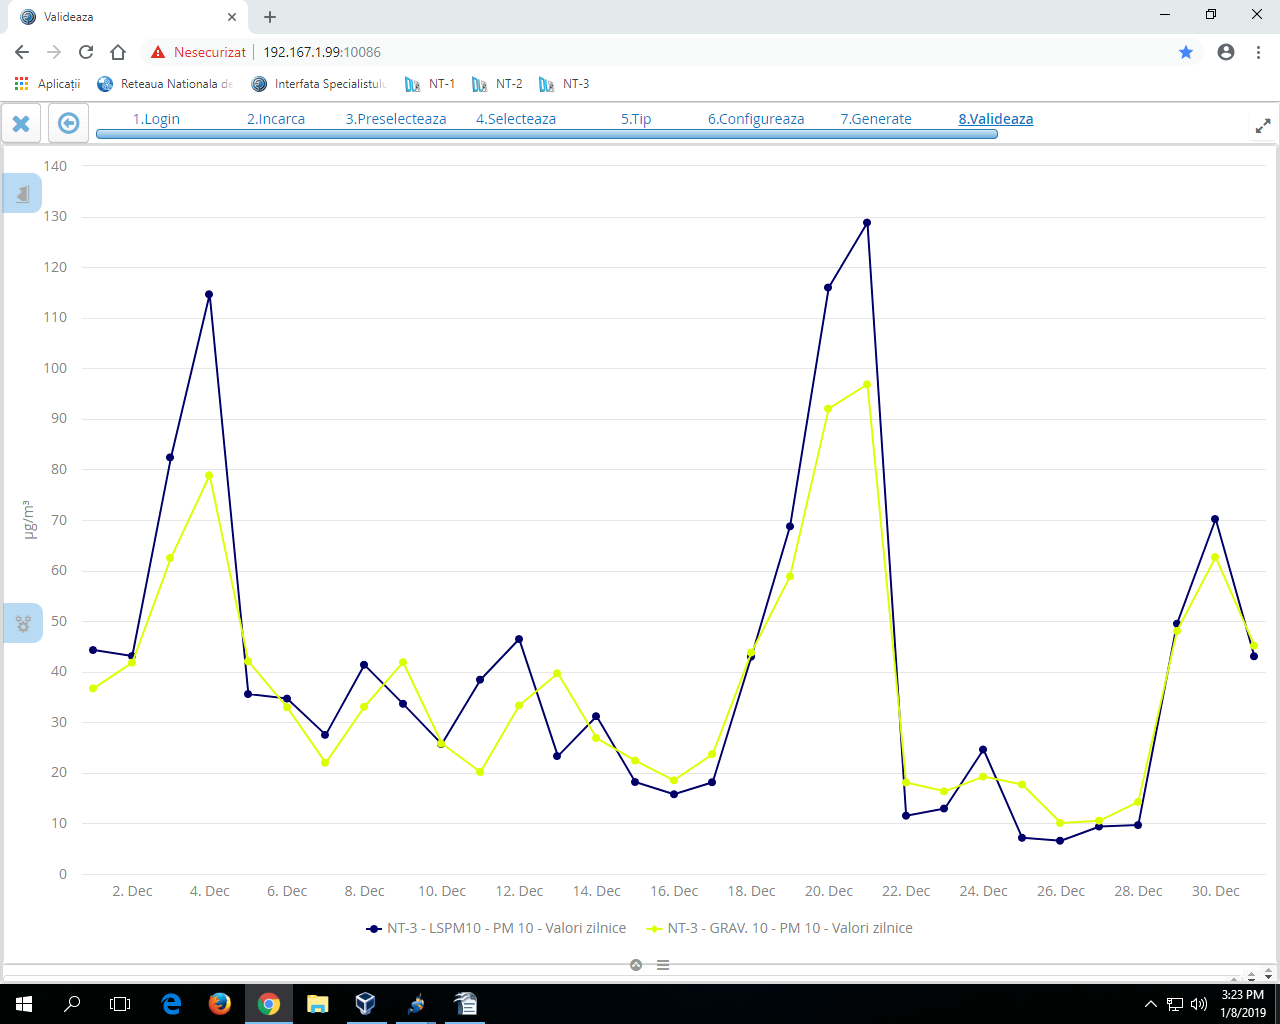 Valideaza
Nesecurizat
192.167.1.99:10086
Aplicații
Reteaua Nationala de
Interfata Specialistulu
NT-1
NT-2
NT-3
1.Login
2.Incarca
3.Preselecteaza
4.Selecteaza
5.Tip
6.Configureaza
7.Generate
8.Valideaza
140
130
120
110
100
90
80
70
60
50
40
30
20
10
0
µg/m³
2. Dec
4. Dec
6. Dec
8. Dec
10. Dec
12. Dec
14. Dec
16. Dec
18. Dec
20. Dec
22. Dec
24. Dec
26. Dec
28. Dec
30. Dec
NT-3 - LSPM10 - PM 10 - Valori zilnice
NT-3 - GRAV. 10 - PM 10 - Valori zilnice
3:23 PM
1/8/2019